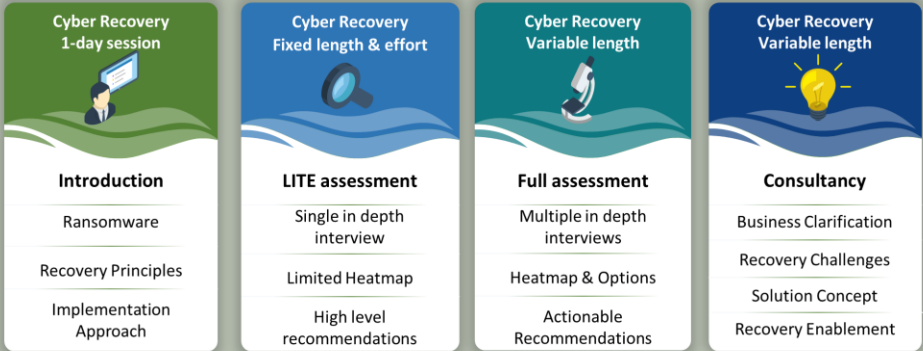 Cyber Recovery
1-day session
Introduction
Ransomware
Recovery Principles
Implementation
Approach
Cyber Recovery
Fixed length & effort
LITE assessment
Single in depth
interview
Limited Heatmap
High level
recommendations
Cyber Recovery
Variable length
Full assessment
Multiple in depth
interviews
Heatmap & Options
Actionable
Recommendations
Cyber Recovery
Variable length
Consultancy
Business Clarification
Recovery Challenges
Solution Concept
Recovery Enablement